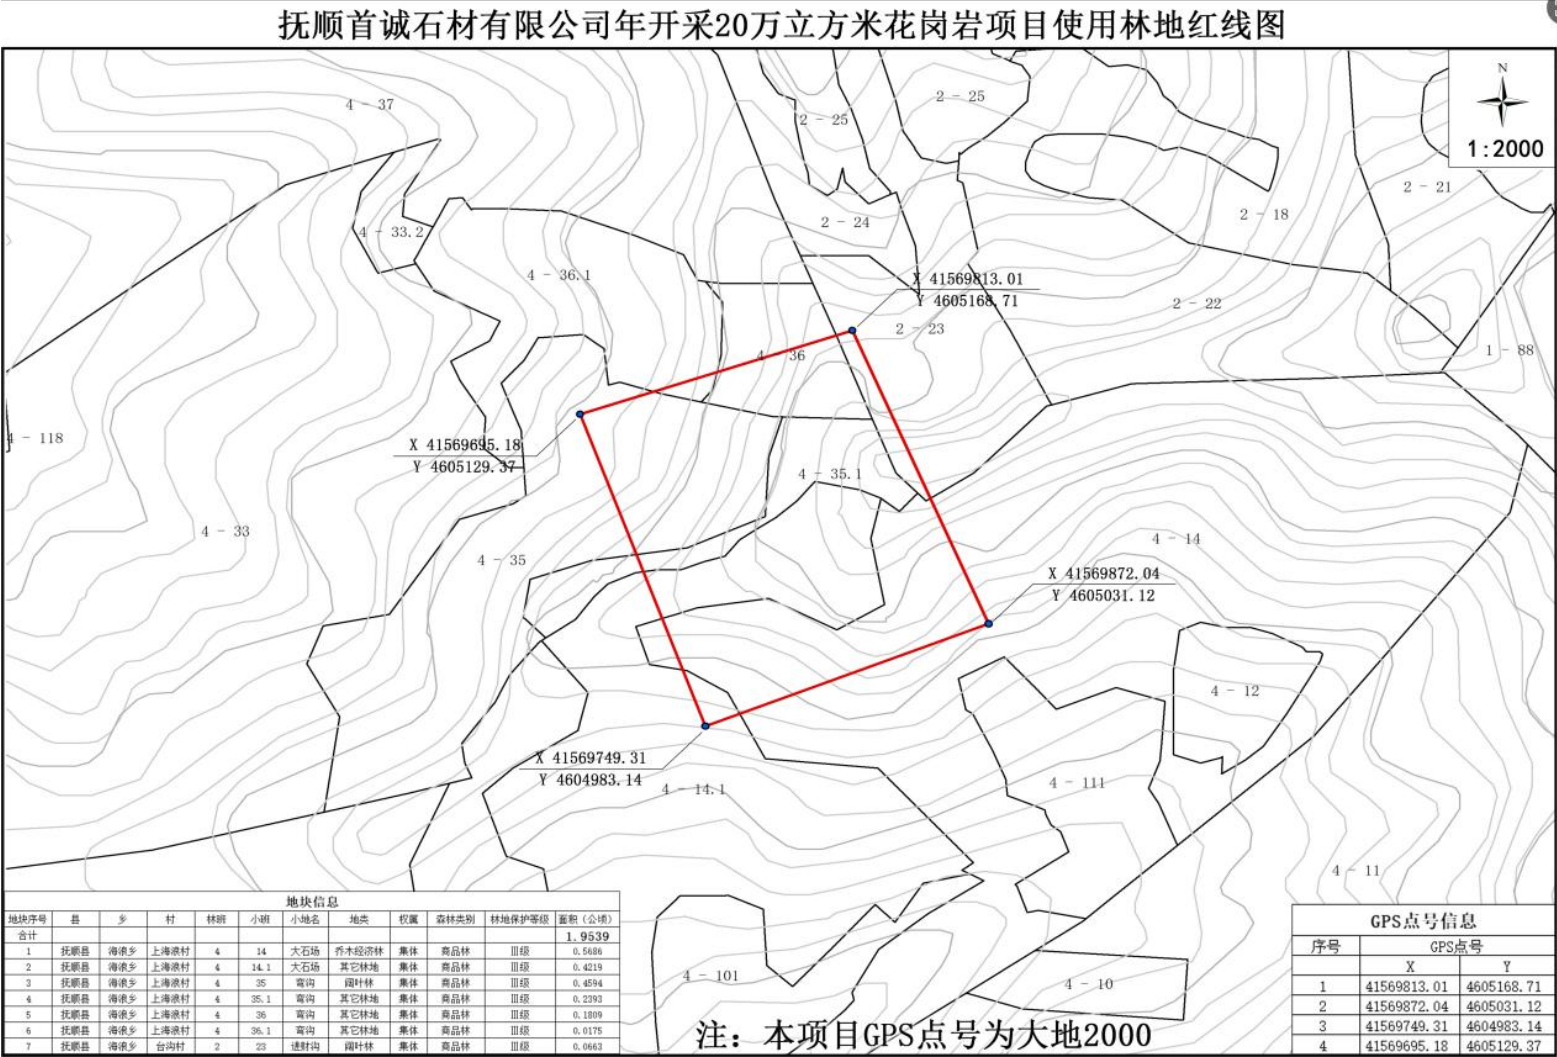 抚顺首诚石材有限公司年开采20万立方米花岗岩项目使用林地红线图
N
1:2000
4 - 37
2 - 25
2 - 25
2 - 21
2 - 18
2 - 24
4 - 33.2
4 - 36.1
X 41569813.01
Y 4605168.71
2 - 22
2 - 23
1 - 88
4 - 36
4 - 118
X 41569695.18
Y 4605129.37
4 - 35.1
4 - 33
4 - 35
4 - 14
X 41569872.04
Y 4605031.12
4 - 12
X 41569749.31
Y 4604983.14
4 - 14.1
4 - 111
4 - 11
4 - 101
4 - 10
地块信息
地块序号 县 乡 村 林班 小班 小地名 地类 权属 森林类别 林地保护等级 面积（公顷）
合计 1.9539
1 抚顺县 海浪乡 上海浪村 4 14 大石场 乔木经济林 集体 商品林 III级 0.5686
2 抚顺县 海浪乡 上海浪村 4 14.1 大石场 其它林地 集体 商品林 III级 0.4219
3 抚顺县 海浪乡 上海浪村 4 35 弯沟 阔叶林 集体 商品林 III级 0.4594
4 抚顺县 海浪乡 上海浪村 4 35.1 弯沟 其它林地 集体 商品林 III级 0.2393
5 抚顺县 海浪乡 上海浪村 4 36 弯沟 其它林地 集体 商品林 III级 0.1809
6 抚顺县 海浪乡 上海浪村 4 36.1 弯沟 其它林地 集体 商品林 III级 0.0175
7 抚顺县 海浪乡 台沟村 2 23 进财沟 阔叶林 集体 商品林 III级 0.0663
GPS点号信息
序号 GPS点号
X Y
1 41569813.01 4605168.71
2 41569872.04 4605031.12
3 41569749.31 4604983.14
4 41569695.18 4605129.37
注：本项目GPS点号为大地2000